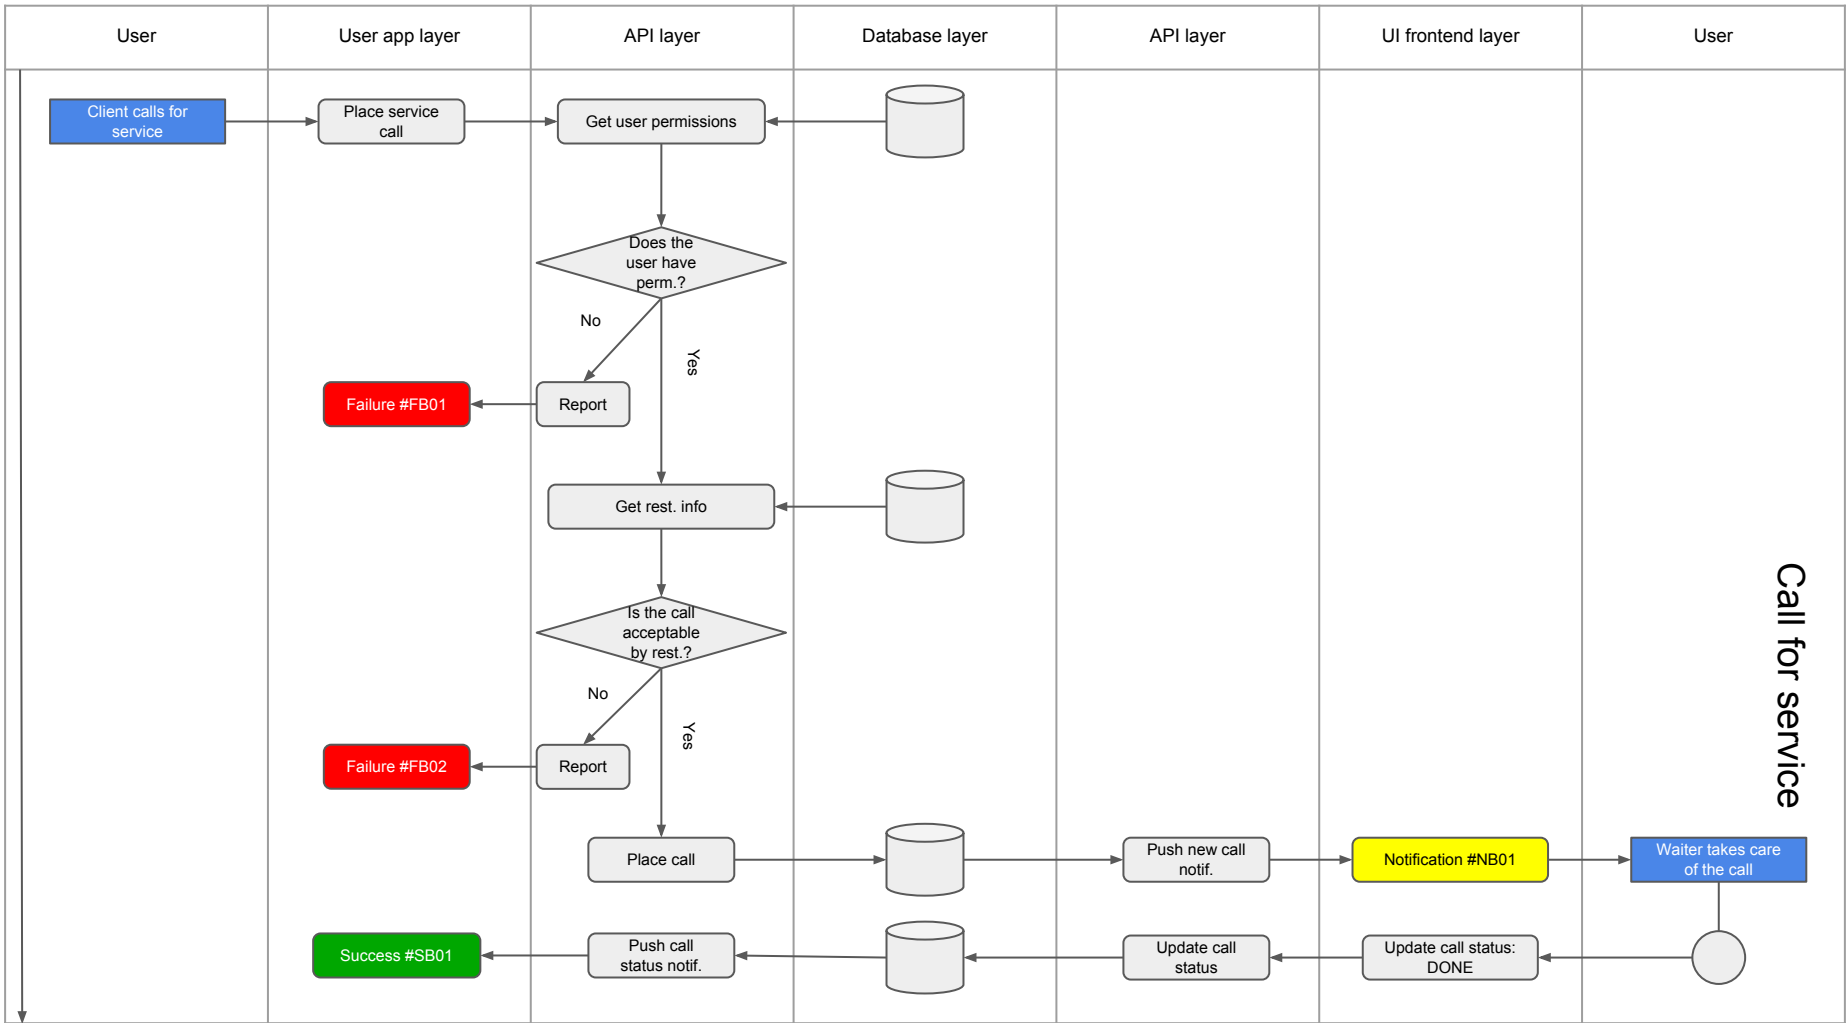 User
User app layer
API layer
Database layer
API layer
UI frontend layer
User
Client calls for
service
Place service
call
Get user permissions
Does the
user have
perm.?
No
Yes
Failure #FB01
Report
Get rest. info
Is the call
acceptable
by rest.?
No
Yes
Failure #FB02
Report
Call for service
Place call
Push new call
notif.
Notification #NB01
Waiter takes care
of the call
Success #SB01
Push call
status notif.
Update call
status
Update call status:
DONE